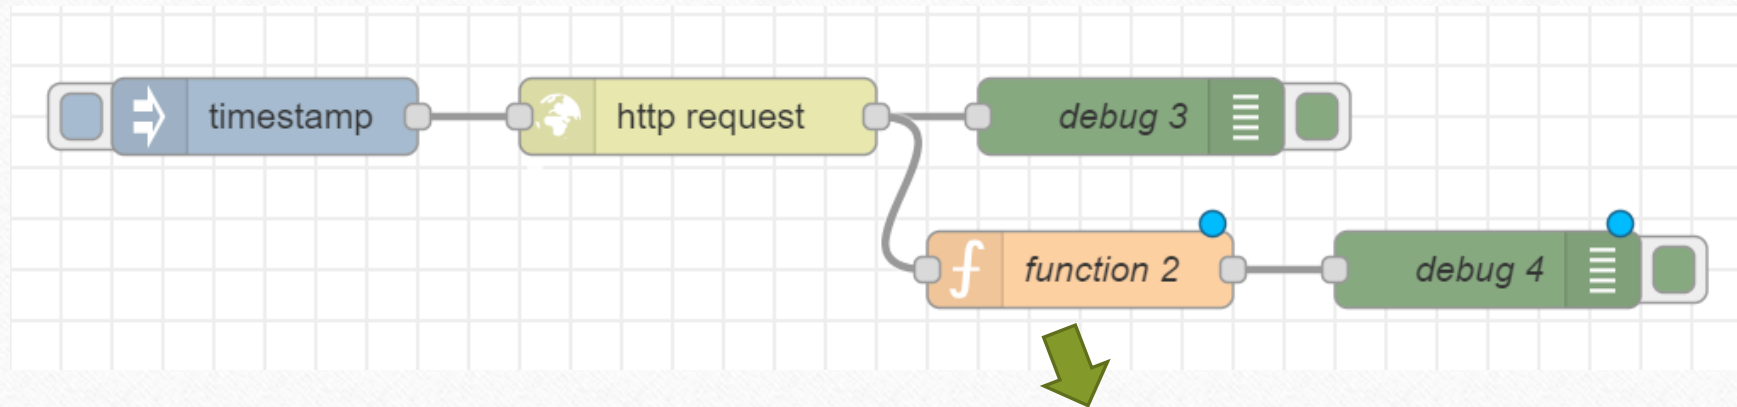 timestamp
http request
debug 3
function 2
debug 4